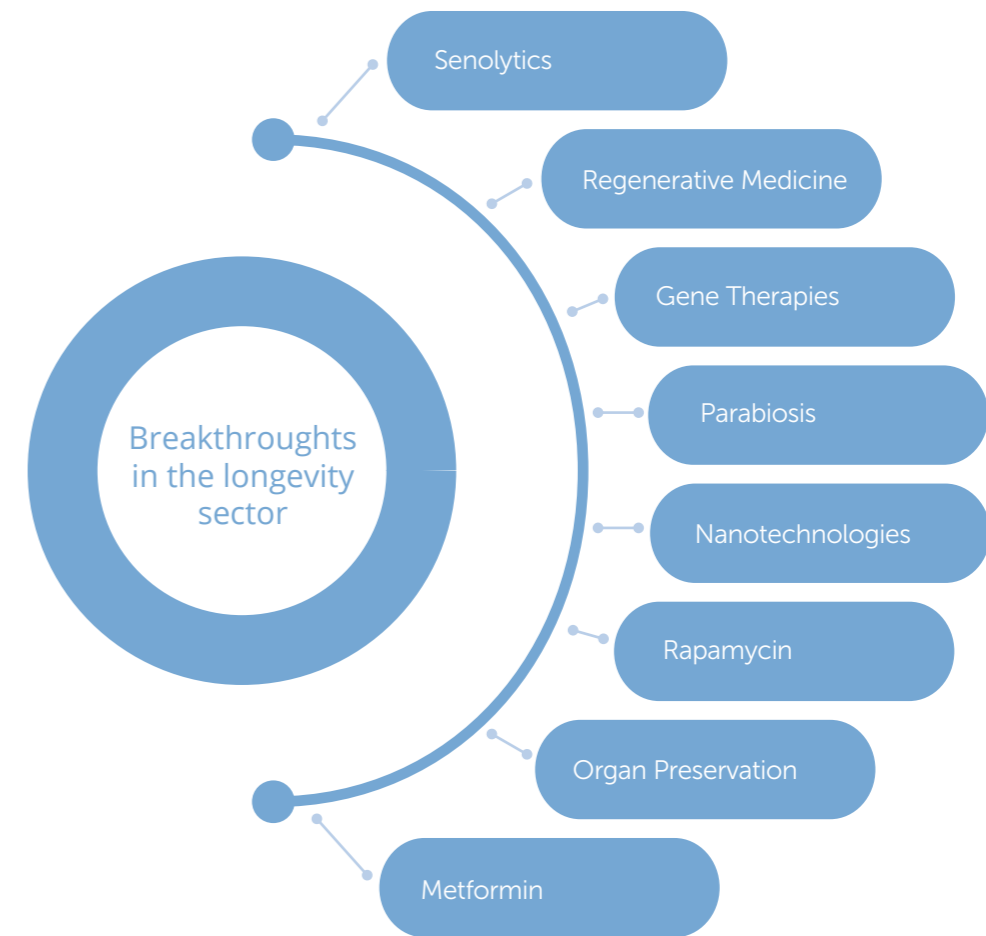 Senolytics
Regenerative Medicine
Gene Therapies
Parabiosis
Nanotechnologies
Rapamycin
Organ Preservation
Metformin
Breakthroughts
in the longevity
sector